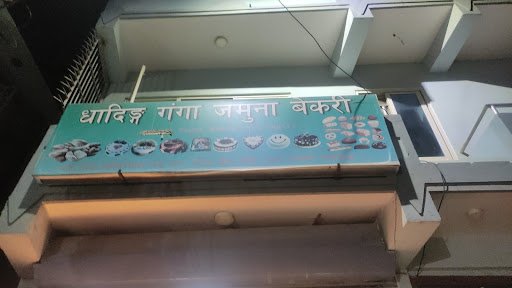 धादिङ गंगा जमुना बेकरी